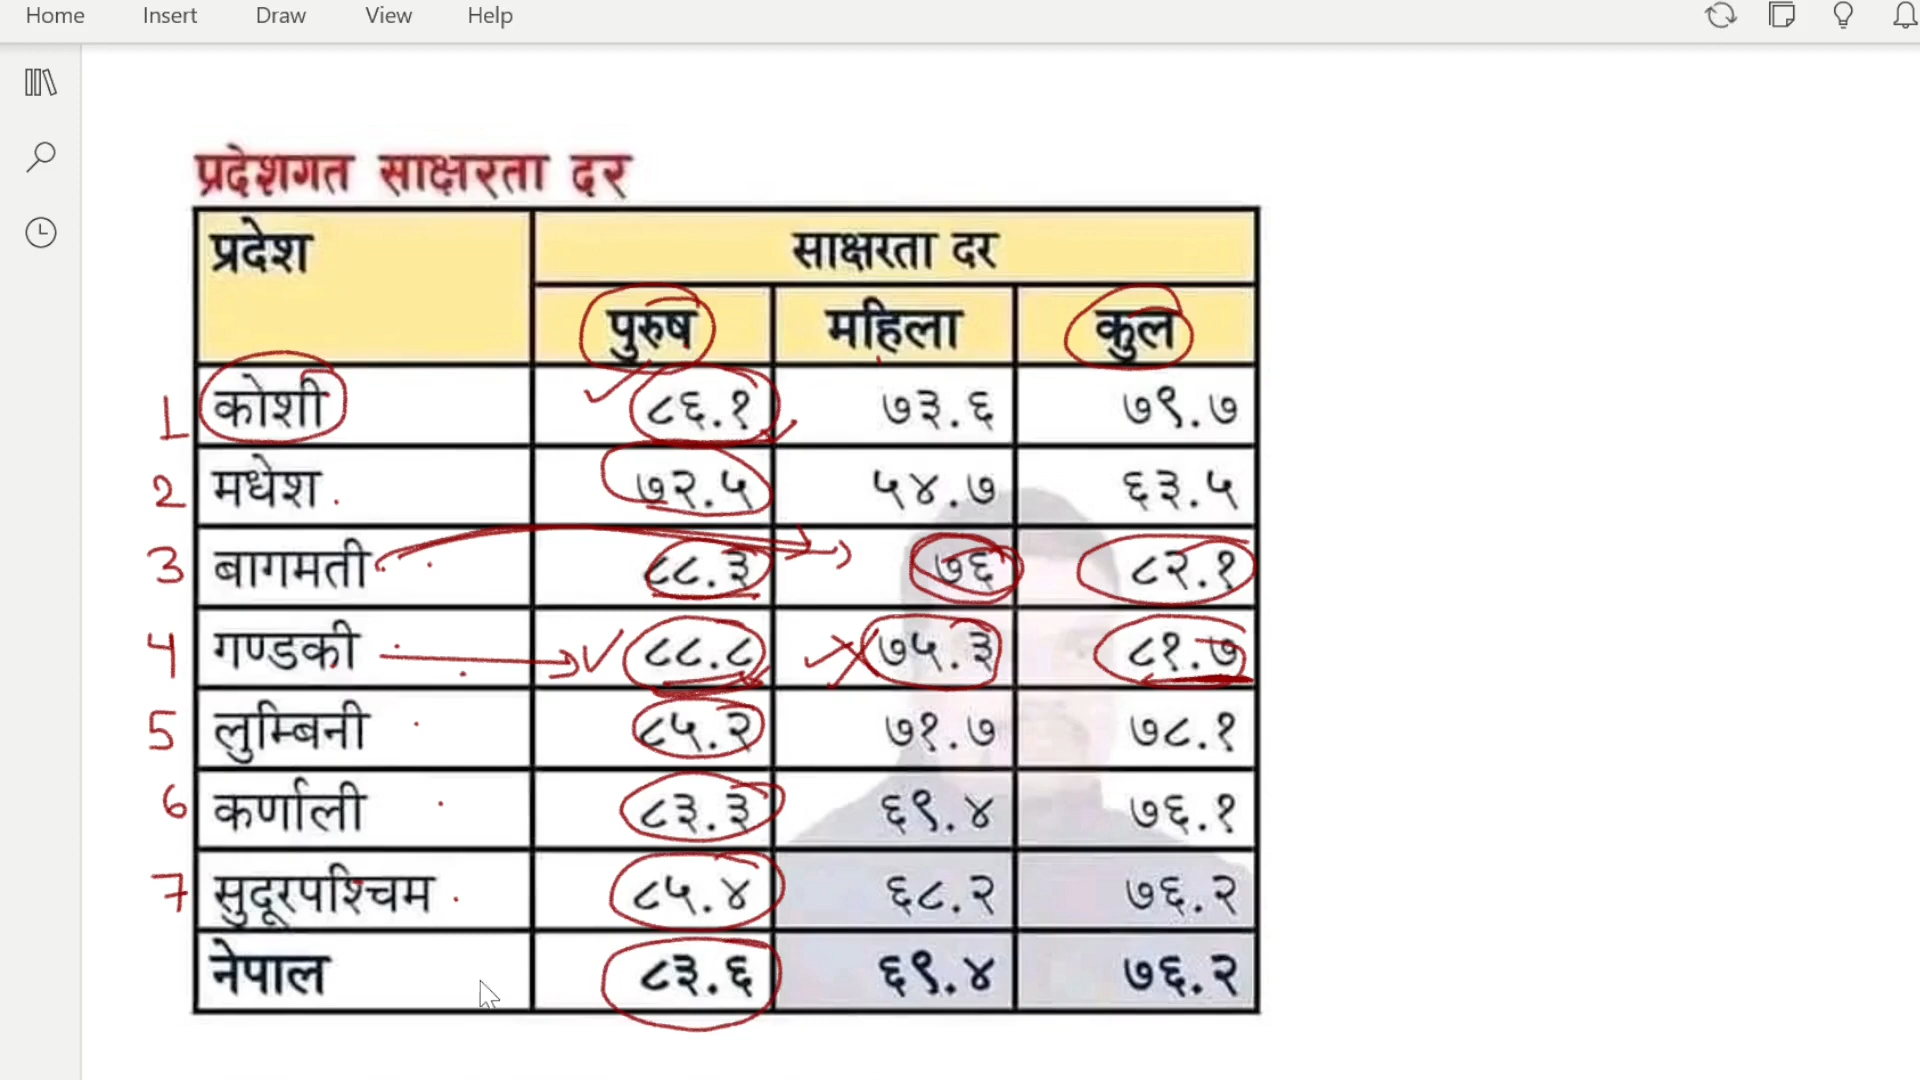 Home Insert Draw View Help
प्रदेशगत साक्षरता दर
प्रदेश साक्षरता दर
पुरुष महिला कुल
1 कोशी ८६.१ ७३.६ ७९.७
2 मधेश ७२.५ ५४.७ ६३.५
3 बागमती ८८.३ ७६ ८२.१
4 गण्डकी ८८.८ ७५.३ ८१.७
5 लुम्बिनी ८५.२ ७१.७ ७८.१
6 कर्णाली ८३.३ ६९.४ ७६.१
7 सुदूरपश्चिम ८५.४ ६८.२ ७६.२
नेपाल ८३.६ ६९.४ ७६.२